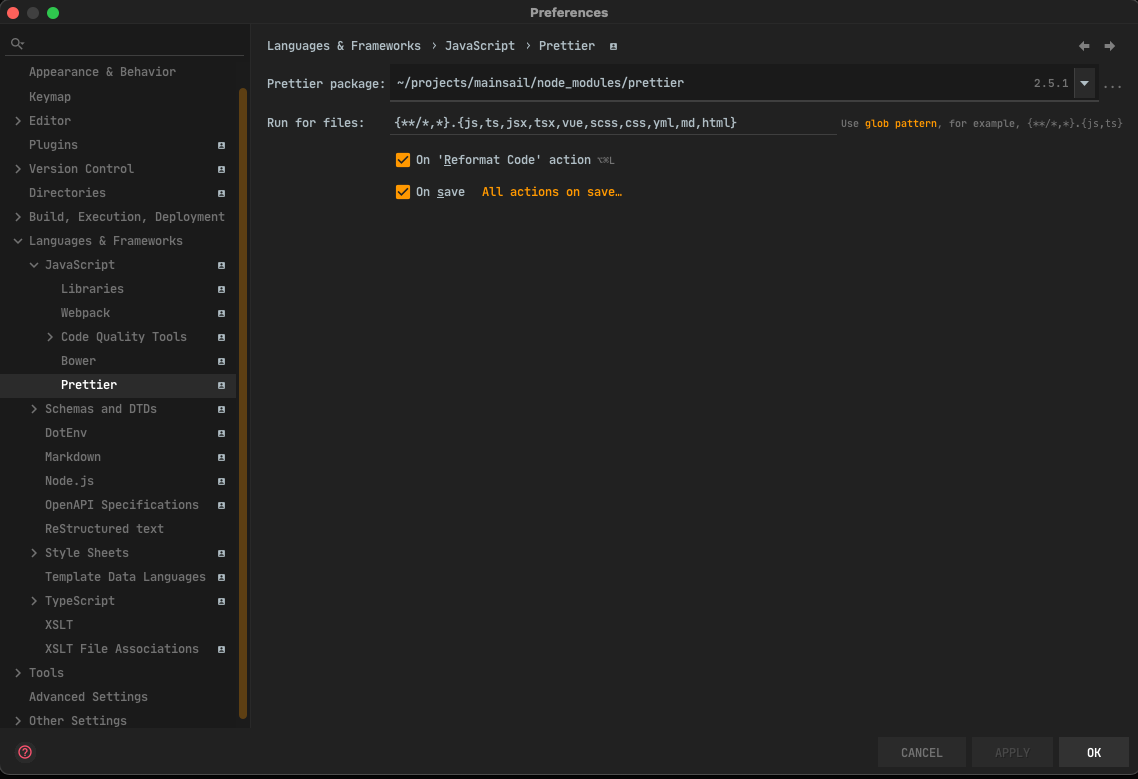 Preferences
Languages & Frameworks › JavaScript › Prettier
Prettier package: ~/projects/mainsail/node_modules/prettier 2.5.1 ...
Run for files: {**/*,*}.{js,ts,jsx,tsx,vue,scss,css,yml,md,html} Use glob pattern, for example, {**/*,*}.{js,ts}
On 'Reformat Code' action ⌥⌘L
On save All actions on save…
Appearance & Behavior
Keymap
Editor
Plugins
Version Control
Directories
Build, Execution, Deployment
Languages & Frameworks
JavaScript
Libraries
Webpack
Code Quality Tools
Bower
Prettier
Schemas and DTDs
DotEnv
Markdown
Node.js
OpenAPI Specifications
ReStructured text
Style Sheets
Template Data Languages
TypeScript
XSLT
XSLT File Associations
Tools
Advanced Settings
Other Settings
?
CANCEL APPLY OK